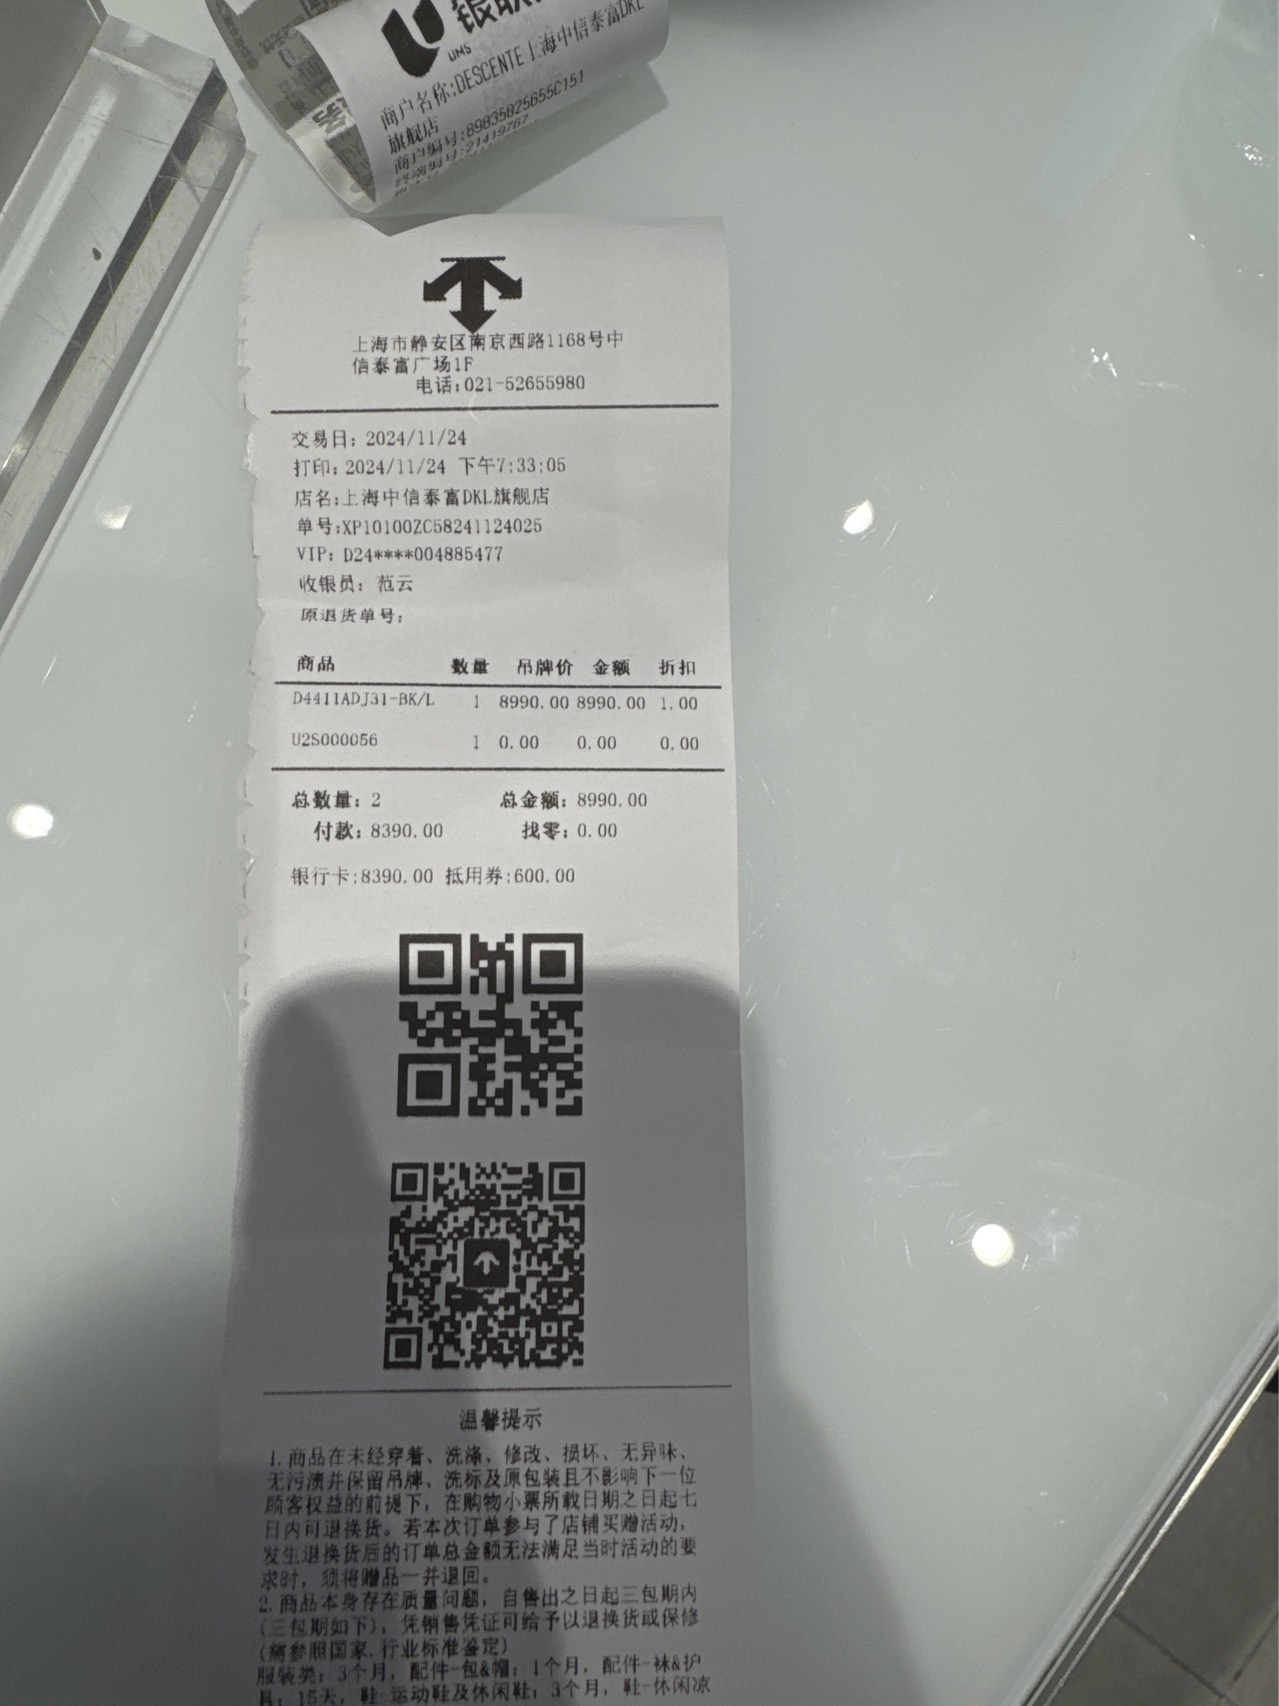 银联
UMS
商户名称:DESCENTE上海中信泰富DKL
旗舰店
商户编号:89835025655C151
终端编号:21419767
上海市静安区南京西路1168号中
信泰富广场1F
电话:021-52655980
交易日: 2024/11/24
打印: 2024/11/24 下午7:33:05
店名:上海中信泰富DKL旗舰店
单号:XP10100ZC58241124025
VIP: D24****004885477
收银员: 范云
原退货单号:
商品 数量 吊牌价 金额 折扣
D4411ADJ31-BK/L 1 8990.00 8990.00 1.00
U2S000056 1 0.00 0.00 0.00
总数量: 2 总金额: 8990.00
付款: 8390.00 找零: 0.00
银行卡:8390.00 抵用券:600.00
温馨提示
1.商品在未经穿着、洗涤、修改、损坏、无异味、
无污渍并保留吊牌、洗标及原包装且不影响下一位
顾客权益的前提下，在购物小票所载日期之日起七
日内可退换货。若本次订单参与了店铺买赠活动，
发生退换货后的订单总金额无法满足当时活动的要
求时，须将赠品一并退回。
2.商品本身存在质量问题，自售出之日起三包期内
(三包期如下)，凭销售凭证可给予以退换货或保修
(需参照国家.行业标准鉴定)
服装类: 3个月, 配件-包&帽: 1个月, 配件-袜&护
具: 15天, 鞋-运动鞋及休闲鞋: 3个月, 鞋-休闲凉